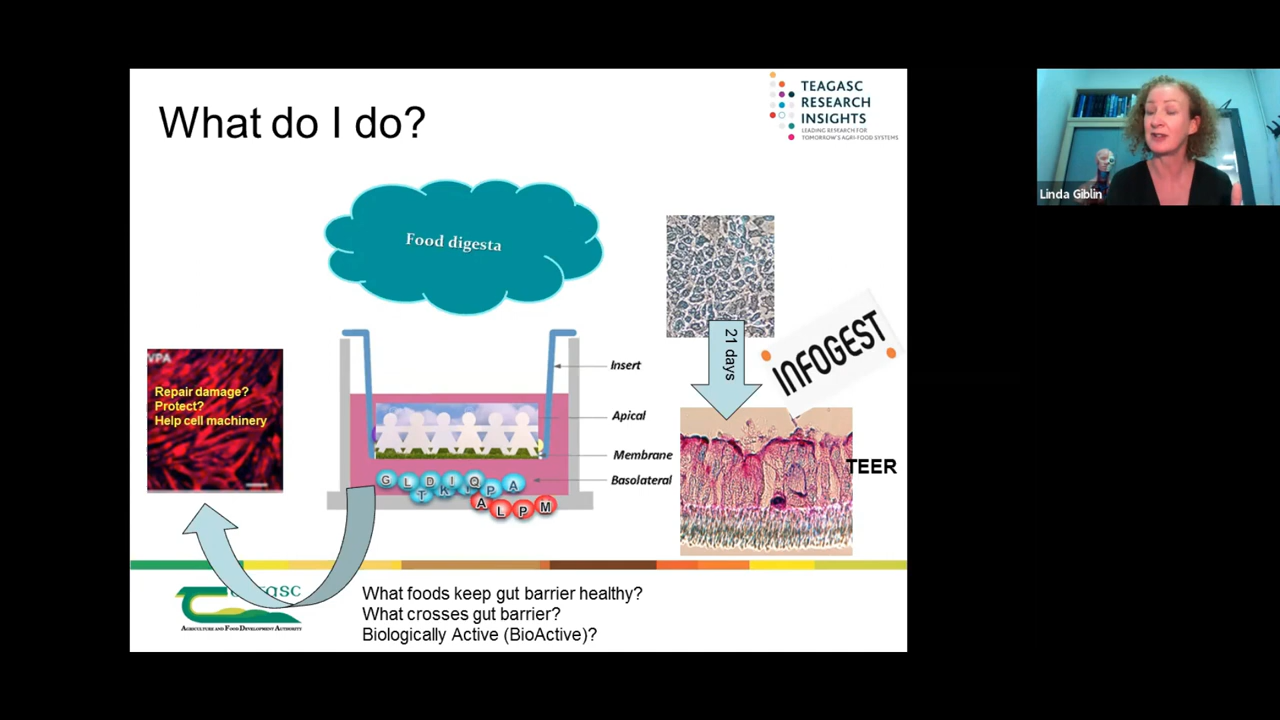 What do I do?
TEAGASC
RESEARCH
INSIGHTS
LEADING RESEARCH FOR
TOMORROW'S AGRI-FOOD SYSTEMS
Linda Giblin
Food digesta
21 days
INFOGEST
VPA
Repair damage?
Protect?
Help cell machinery
Insert
Apical
Membrane
Basolateral
G L D I Q P A
T K I
A L P M
TEER
AGRICULTURE AND FOOD DEVELOPMENT AUTHORITY
What foods keep gut barrier healthy?
What crosses gut barrier?
Biologically Active (BioActive)?